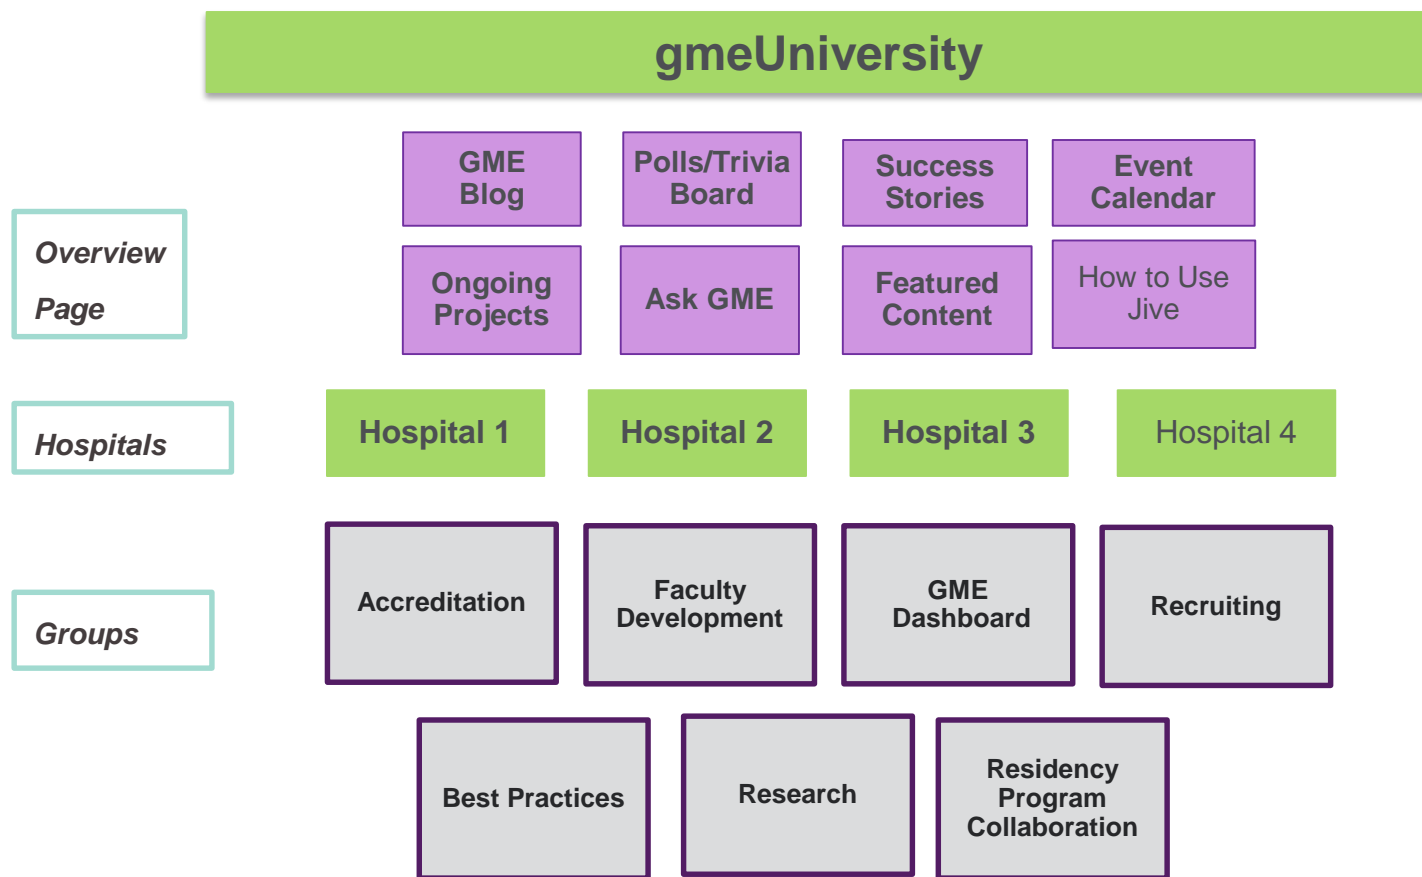 gmeUniversity
GME
Blog
Polls/Trivia
Board
Success
Stories
Event
Calendar
Overview
Page
Ongoing
Projects
Ask GME
Featured
Content
How to Use
Jive
Hospitals
Hospital 1
Hospital 2
Hospital 3
Hospital 4
Groups
Accreditation
Faculty
Development
GME
Dashboard
Recruiting
Best Practices
Research
Residency
Program
Collaboration